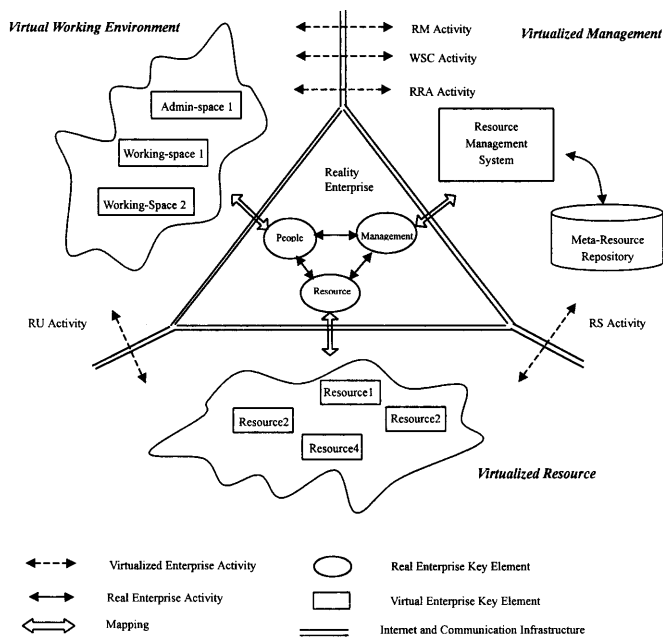 Virtual Working Environment
RM Activity
Virtualized Management
WSC Activity
RRA Activity
Admin-space 1
Working-space 1
Working-Space 2
Resource
Management
System
Reality
Enterprise
People
Management
Resource
Meta-Resource
Repository
RU Activity
RS Activity
Resource1
Resource2
Resource2
Resource4
Virtualized Resource
Virtualized Enterprise Activity
Real Enterprise Key Element
Real Enterprise Activity
Virtual Enterprise Key Element
Mapping
Internet and Communication Infrastructure